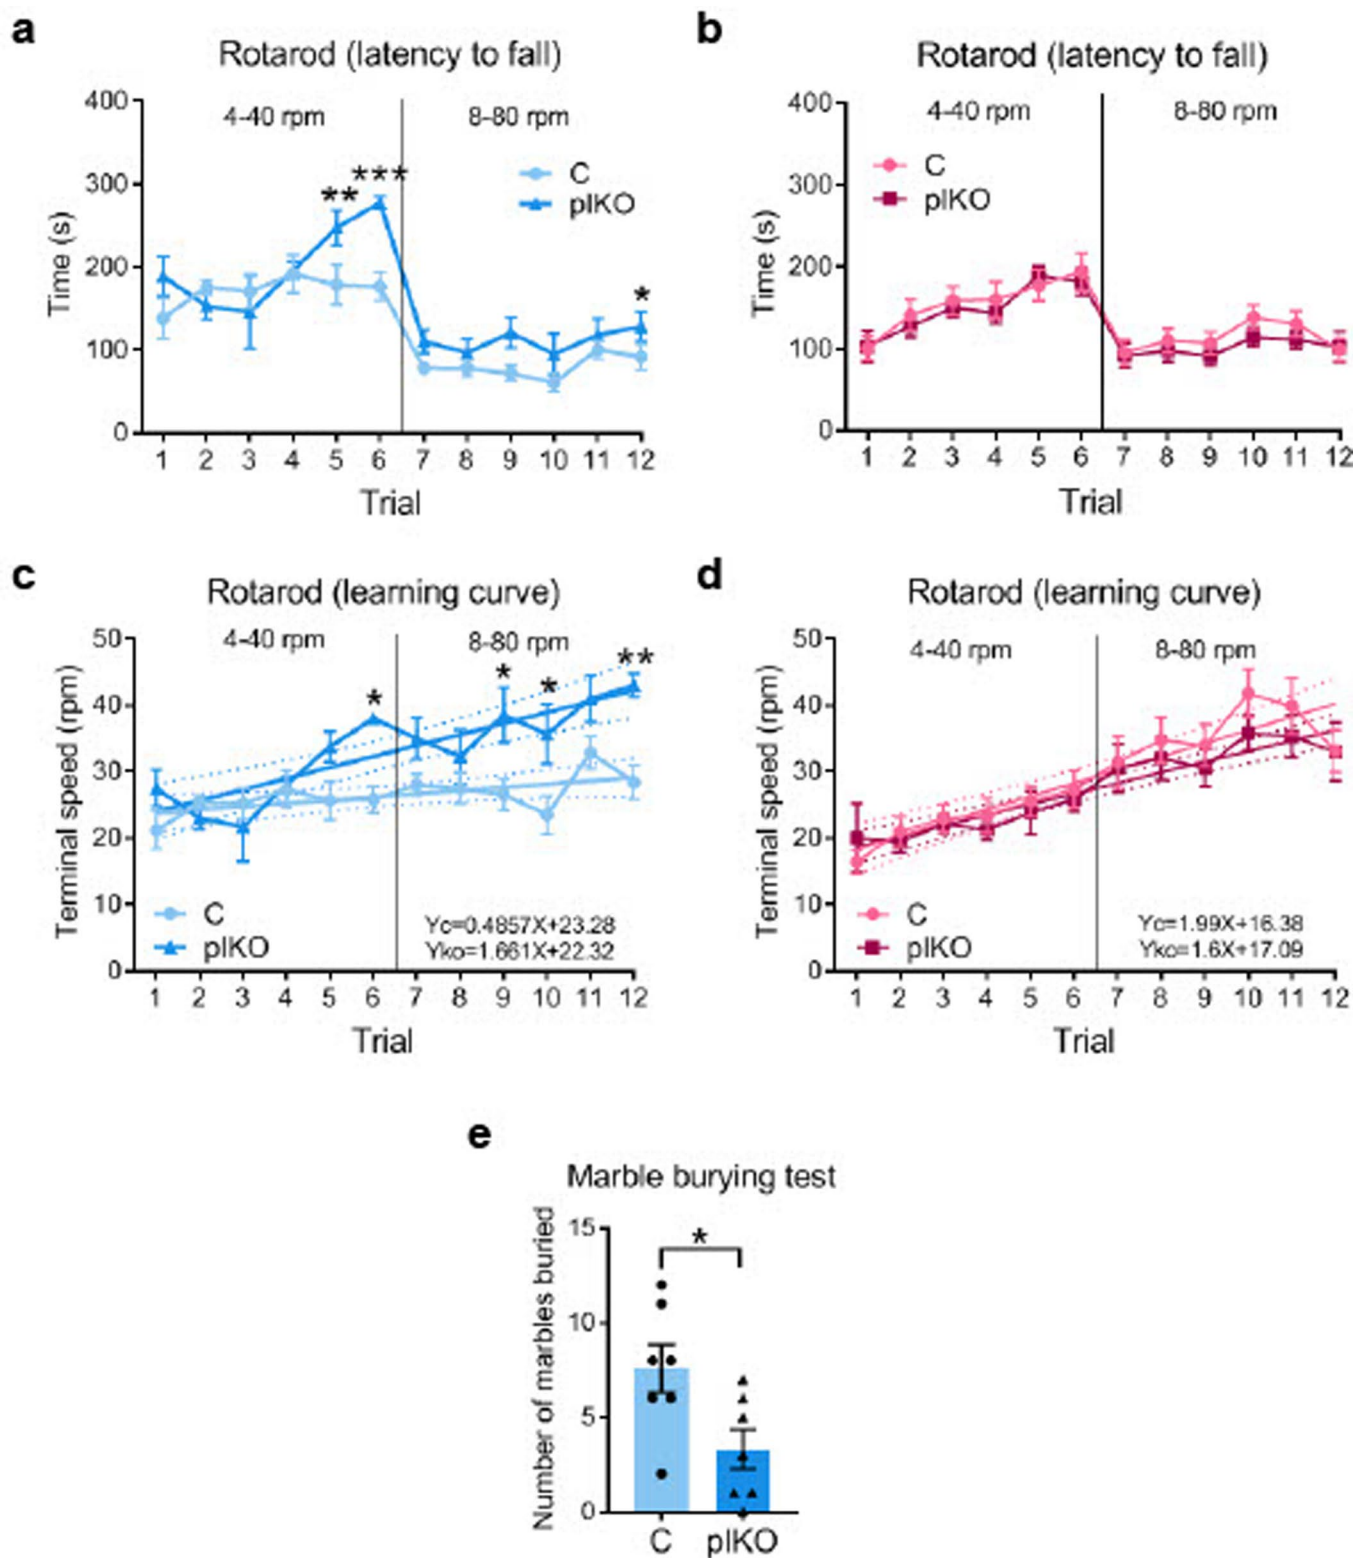 a
Rotarod (latency to fall)
4-40 rpm
8-80 rpm
C
plKO
**
***
*
Time (s)
400
300
200
100
0
1 2 3 4 5 6 7 8 9 10 11 12
Trial
b
Rotarod (latency to fall)
4-40 rpm
8-80 rpm
C
plKO
Time (s)
400
300
200
100
0
1 2 3 4 5 6 7 8 9 10 11 12
Trial
c
Rotarod (learning curve)
4-40 rpm
8-80 rpm
*
*
*
**
Terminal speed (rpm)
50
40
30
20
10
0
C
plKO
Yc=0.4857X+23.28
Yko=1.661X+22.32
1 2 3 4 5 6 7 8 9 10 11 12
Trial
d
Rotarod (learning curve)
4-40 rpm
8-80 rpm
Terminal speed (rpm)
50
40
30
20
10
0
C
plKO
Yc=1.99X+16.38
Yko=1.6X+17.09
1 2 3 4 5 6 7 8 9 10 11 12
Trial
e
Marble burying test
Number of marbles buried
15
10
5
0
*
C plKO